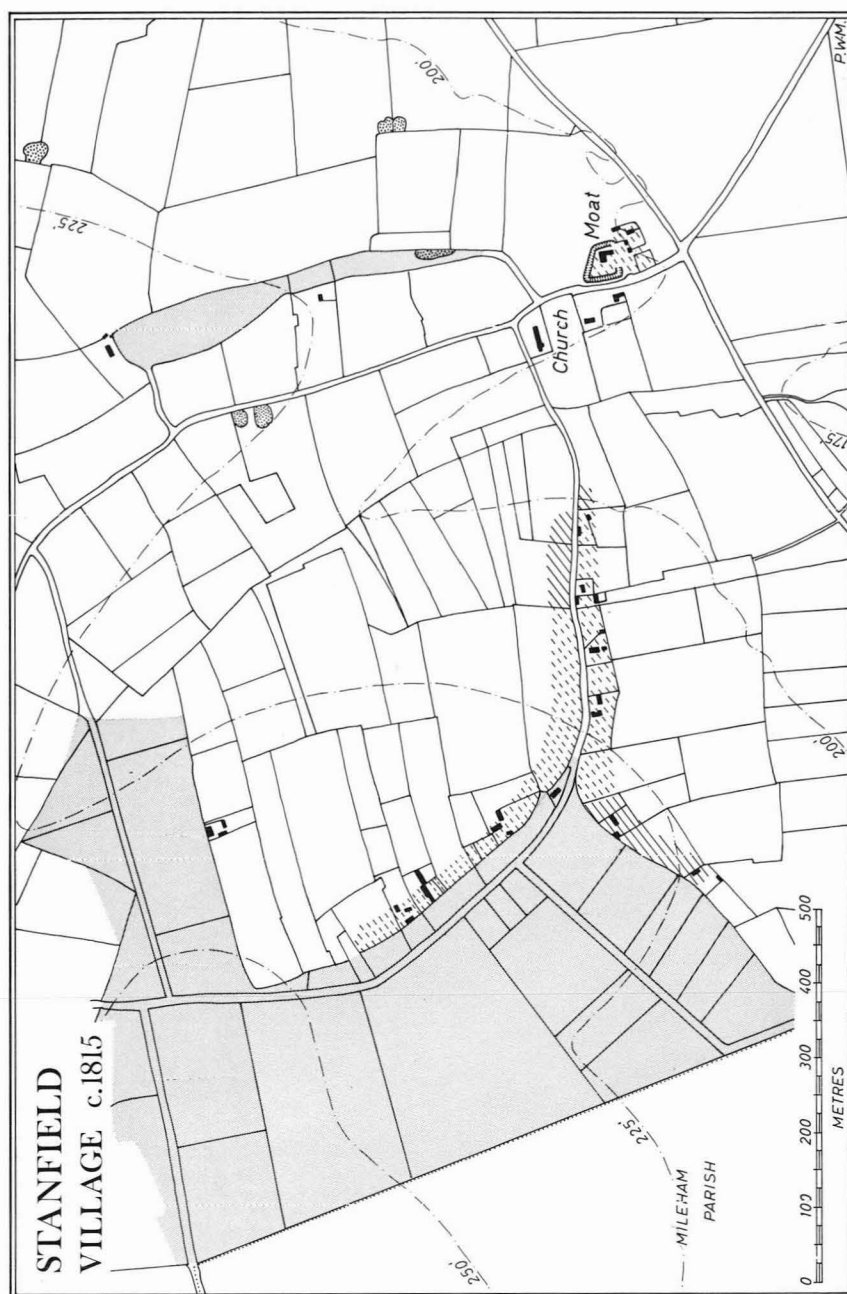 STANFIELD
VILLAGE c.1815
225'
200'
Moat
Church
175'
200'
225'
250'
MILEHAM
PARISH
0 100 200 300 400 500
METRES
P.W.M.